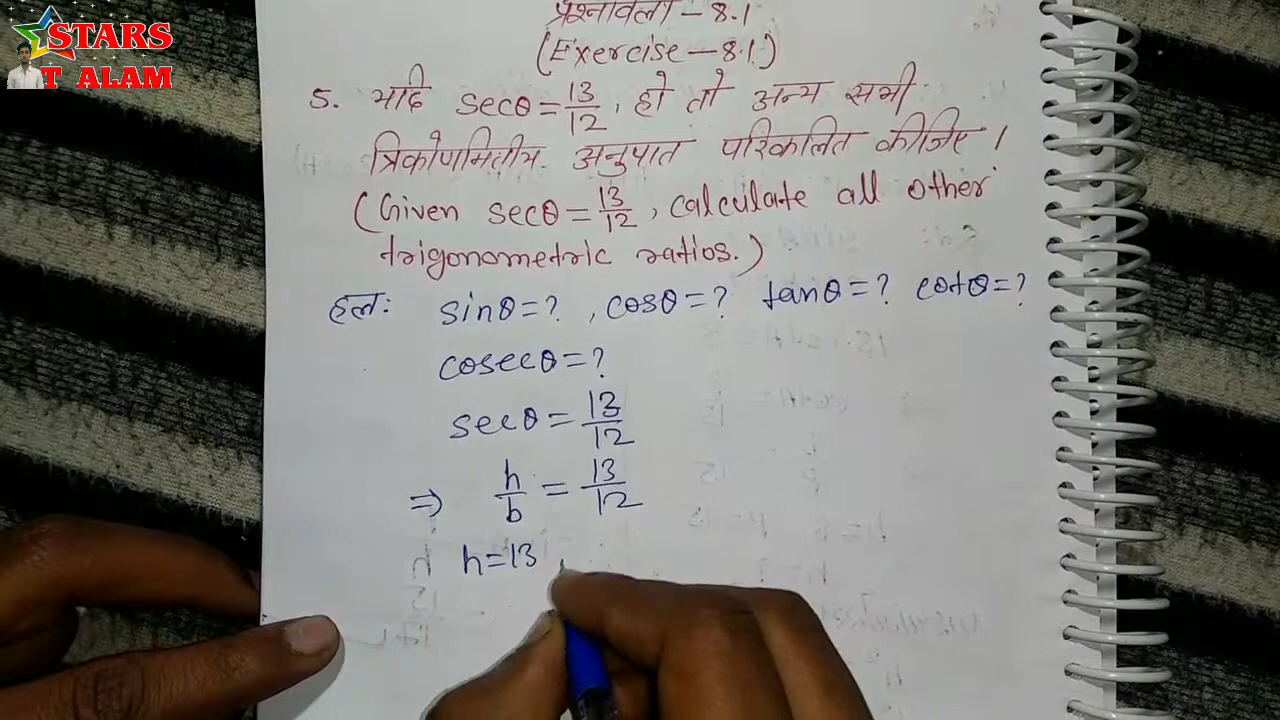 STARS
T ALAM
प्रश्नावली – 8.1
(Exercise – 8.1)
5. यदि secθ = 13/12, हो तो अन्य सभी
त्रिकोणमितीय अनुपात परिकलित कीजिए ।
(Given secθ = 13/12, calculate all other
trigonometric ratios.)
हल: sinθ = ?, cosθ = ? tanθ = ? cotθ = ?
cosecθ = ?
secθ = 13/12
⇒ h/b = 13/12
h = 13